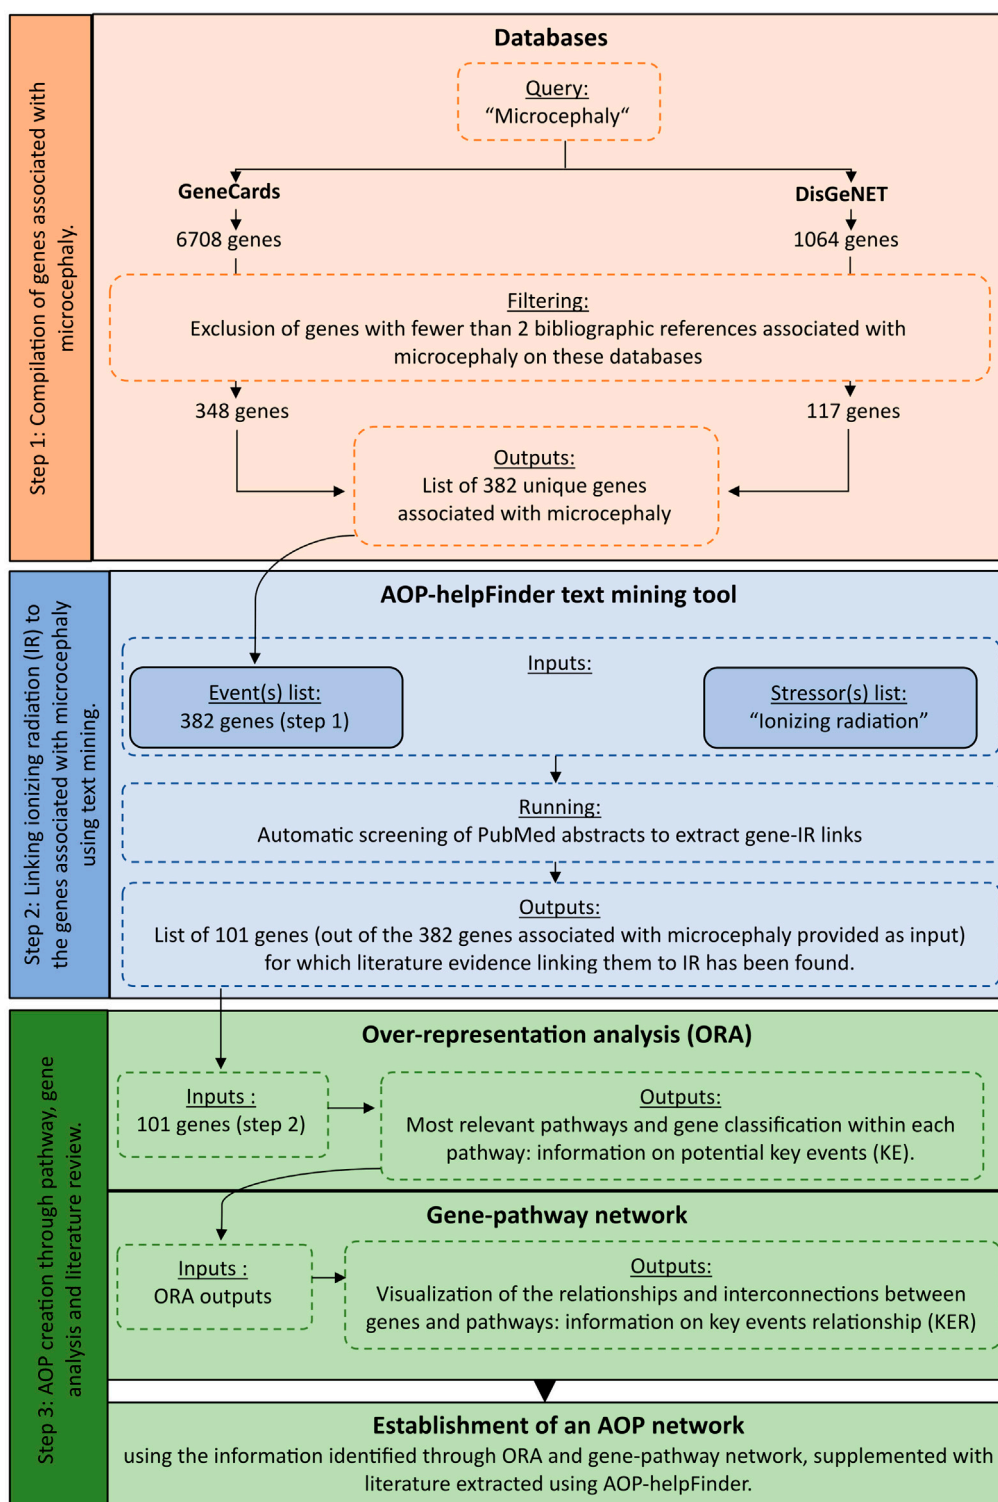 Step 1: Compilation of genes associated with
microcephaly.
Databases
Query:
“Microcephaly“
GeneCards
DisGeNET
6708 genes
1064 genes
Filtering:
Exclusion of genes with fewer than 2 bibliographic references associated with
microcephaly on these databases
348 genes
117 genes
Outputs:
List of 382 unique genes
associated with microcephaly
Step 2: Linking ionizing radiation (IR) to
the genes associated with microcephaly
using text mining.
AOP-helpFinder text mining tool
Inputs:
Event(s) list:
382 genes (step 1)
Stressor(s) list:
“Ionizing radiation”
Running:
Automatic screening of PubMed abstracts to extract gene-IR links
Outputs:
List of 101 genes (out of the 382 genes associated with microcephaly provided as input)
for which literature evidence linking them to IR has been found.
Step 3: AOP creation through pathway, gene
analysis and literature review.
Over-representation analysis (ORA)
Inputs :
101 genes (step 2)
Outputs:
Most relevant pathways and gene classification within each
pathway: information on potential key events (KE).
Gene-pathway network
Inputs :
ORA outputs
Outputs:
Visualization of the relationships and interconnections between
genes and pathways: information on key events relationship (KER)
Establishment of an AOP network
using the information identified through ORA and gene-pathway network, supplemented with
literature extracted using AOP-helpFinder.